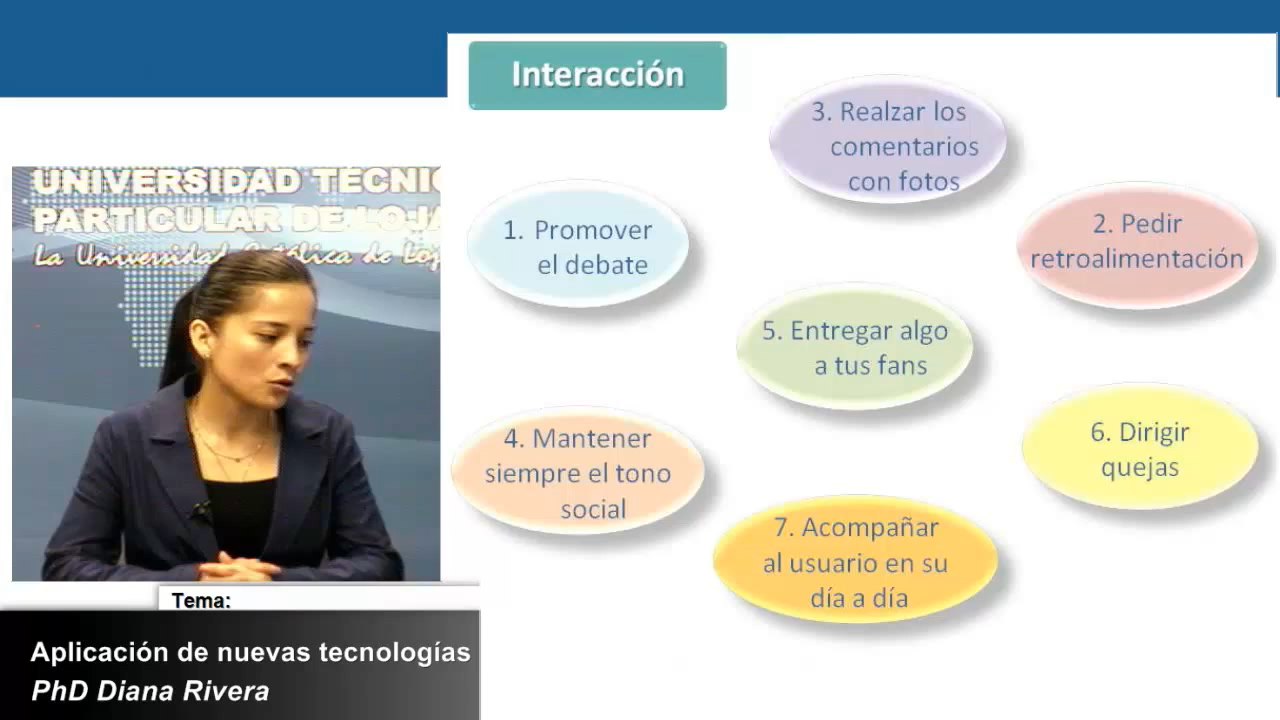 Interacción
3. Realzar los
comentarios
con fotos
1. Promover
el debate
2. Pedir
retroalimentación
5. Entregar algo
a tus fans
4. Mantener
siempre el tono
social
6. Dirigir
quejas
7. Acompañar
al usuario en su
día a día
UNIVERSIDAD TECNIC
PARTICULAR DE LOJA
La Universidad Católica de Loj
Tema:
Aplicación de nuevas tecnologías
PhD Diana Rivera